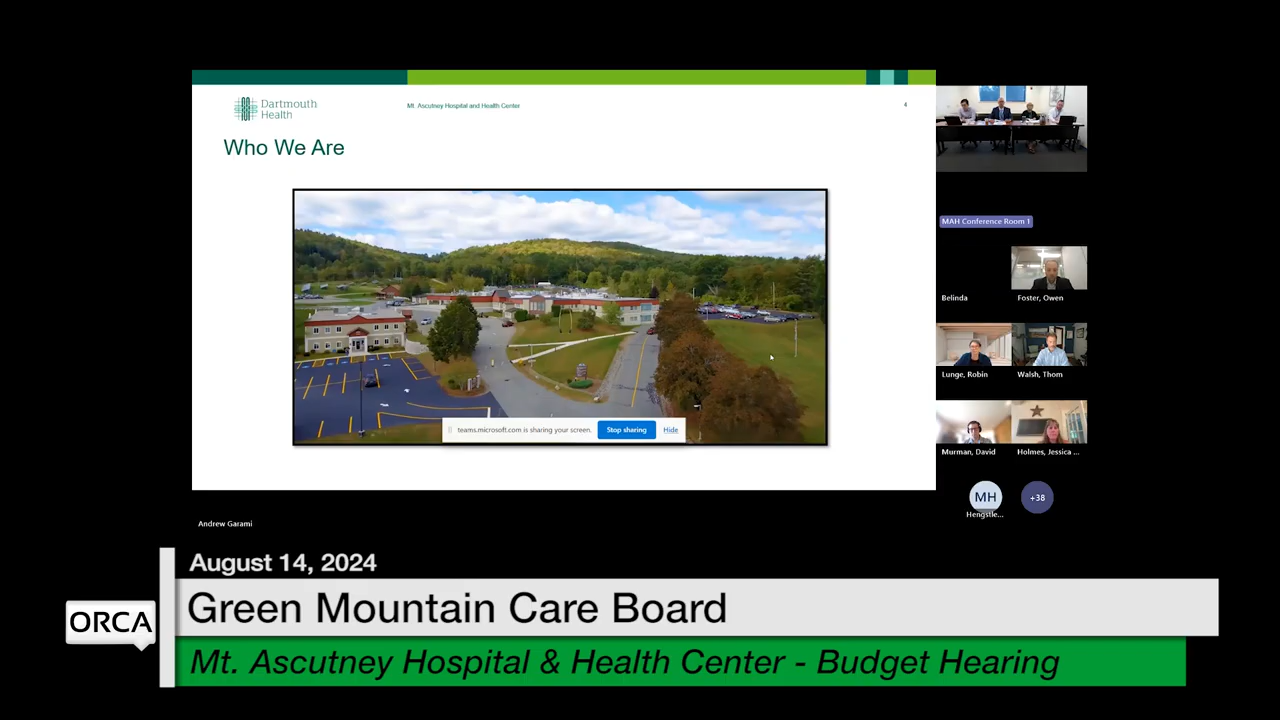 Dartmouth
Health
Mt. Ascutney Hospital and Health Center
4
Who We Are
teams.microsoft.com is sharing your screen.
Stop sharing
Hide
MAH Conference Room 1
Belinda
Foster, Owen
Lunge, Robin
Walsh, Thom
Murman, David
Holmes, Jessica ...
MH
+38
Hengstle...
Andrew Garami
August 14, 2024
Green Mountain Care Board
ORCA
Mt. Ascutney Hospital & Health Center - Budget Hearing